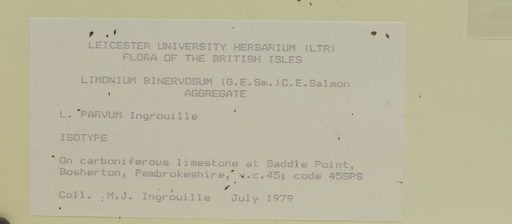 LEICESTER UNIVERSITY HERBARIUM (LTR)
FLORA OF THE BRITISH ISLES
LIMONIUM BINERVOSUM (G.E.Sm.)C.E.Salmon
AGGREGATE
L. PARVUM Ingrouille
ISOTYPE
On carboniferous limestone at Saddle Point,
Bosherton, Pembrokeshire, v.c.45; code 45SPS
Coll. M.J. Ingrouille July 1979